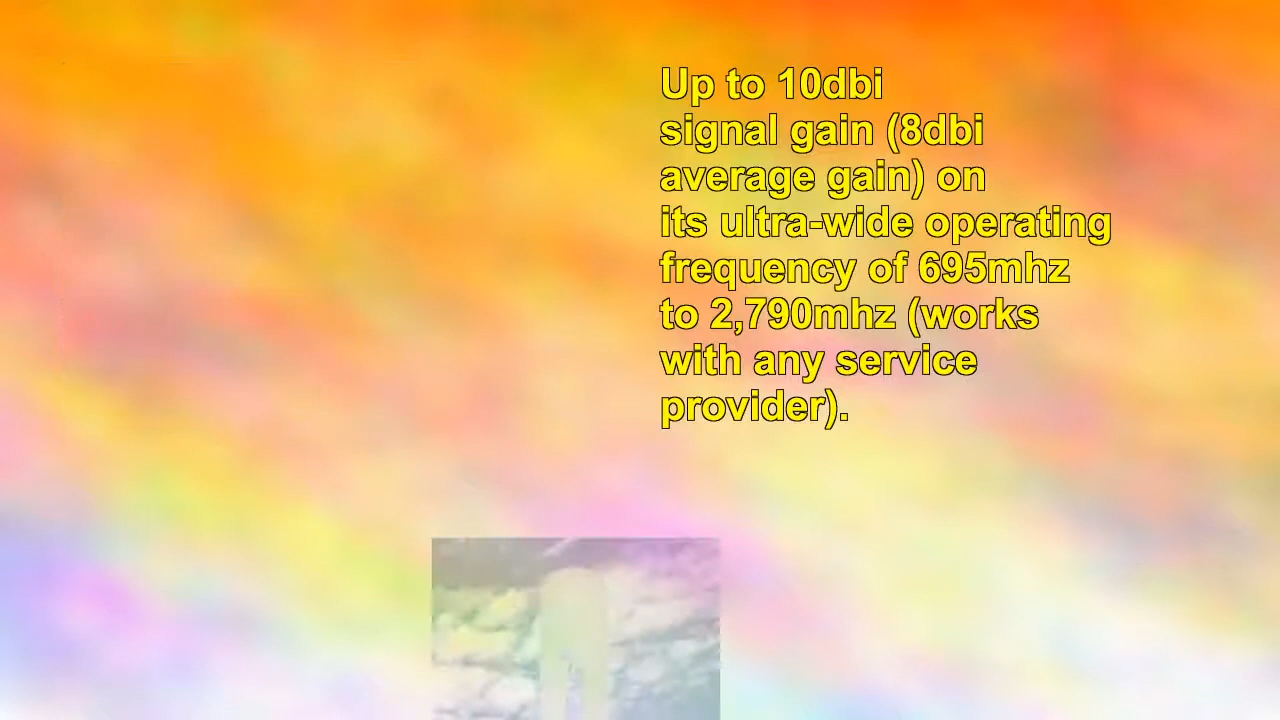 Up to 10dbi
signal gain (8dbi
average gain) on
its ultra-wide operating
frequency of 695mhz
to 2,790mhz (works
with any service
provider).